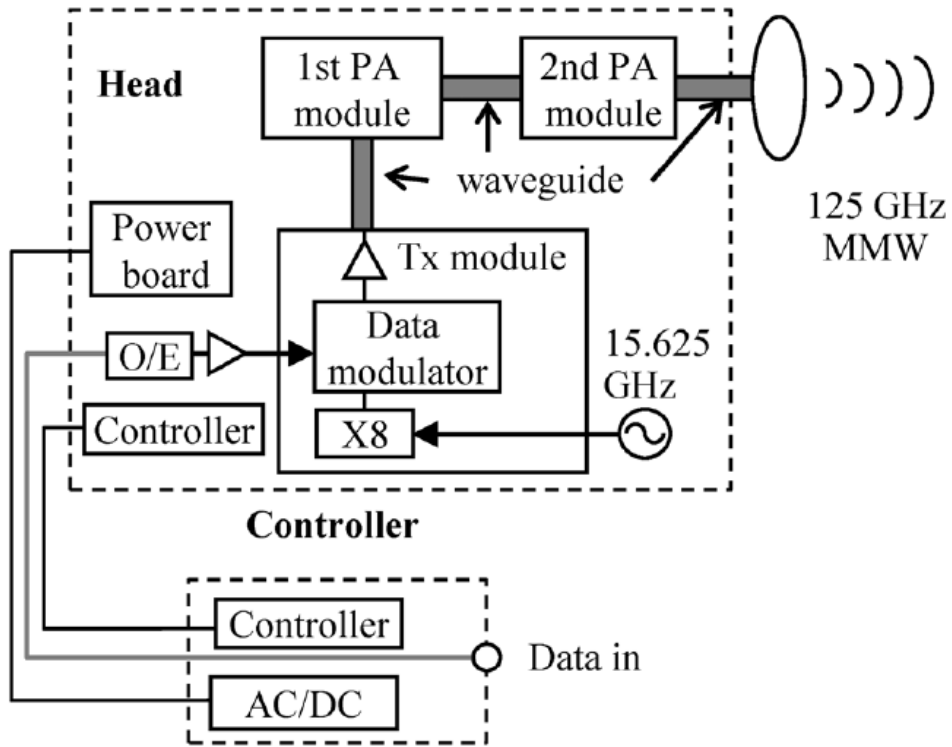 Head
1st PA
module
2nd PA
module
waveguide
125 GHz
MMW
Power
board
Tx module
Data
modulator
O/E
15.625
GHz
X8
Controller
Controller
Controller
Data in
AC/DC